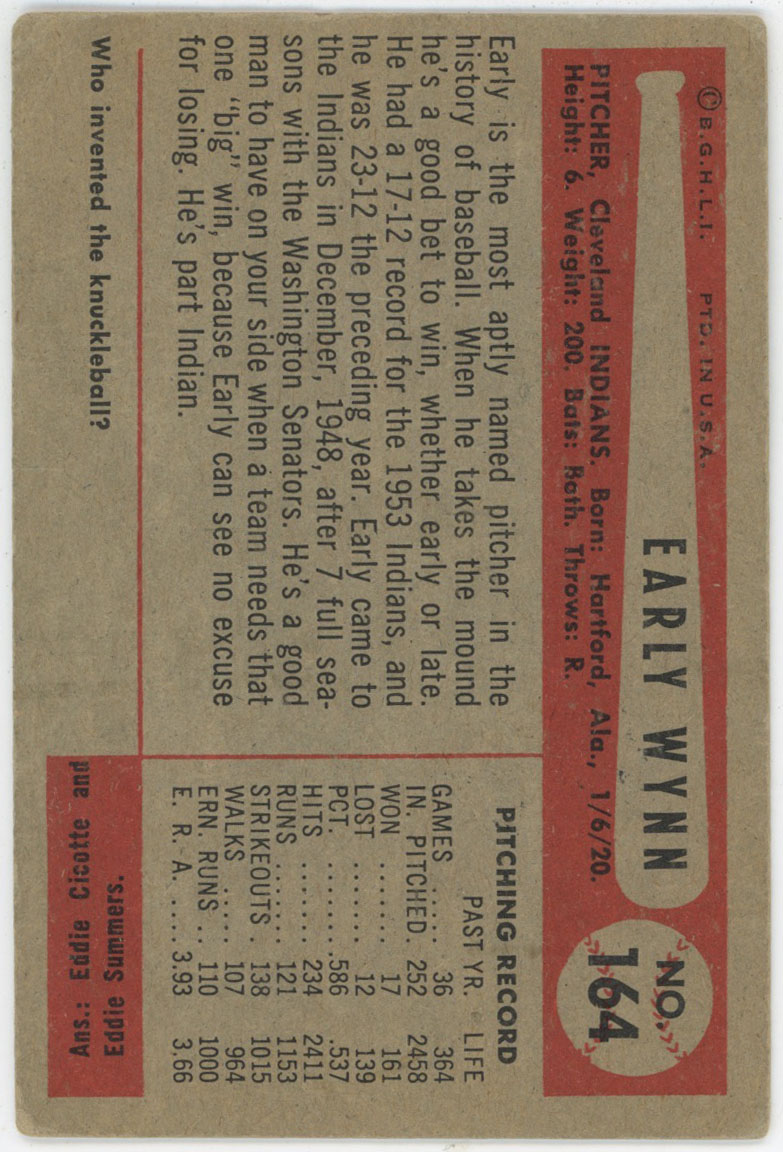 © B.G.H.L.I. PTD. IN U.S.A.
EARLY WYNN
NO.
164
PITCHER, Cleveland INDIANS. Born: Hartford, Ala., 1/6/20.
Height: 6. Weight: 200. Bats: Both. Throws: R.
Early is the most aptly named pitcher in the
history of baseball. When he takes the mound
he's a good bet to win, whether early or late.
He had a 17-12 record for the 1953 Indians, and
he was 23-12 the preceding year. Early came to
the Indians in December, 1948, after 7 full sea-
sons with the Washington Senators. He's a good
man to have on your side when a team needs that
one "big" win, because Early can see no excuse
for losing. He's part Indian.
PITCHING RECORD
PAST YR. LIFE
GAMES ..... 36 364
IN. PITCHED. 252 2458
WON ....... 17 161
LOST ....... 12 139
PCT. ....... .586 .537
HITS ....... 234 2411
RUNS ....... 121 1153
STRIKEOUTS . 138 1015
WALKS ..... 107 964
ERN. RUNS .. 110 1000
E. R. A. .... 3.93 3.66
Who invented the knuckleball?
Ans.: Eddie Cicotte and
Eddie Summers.